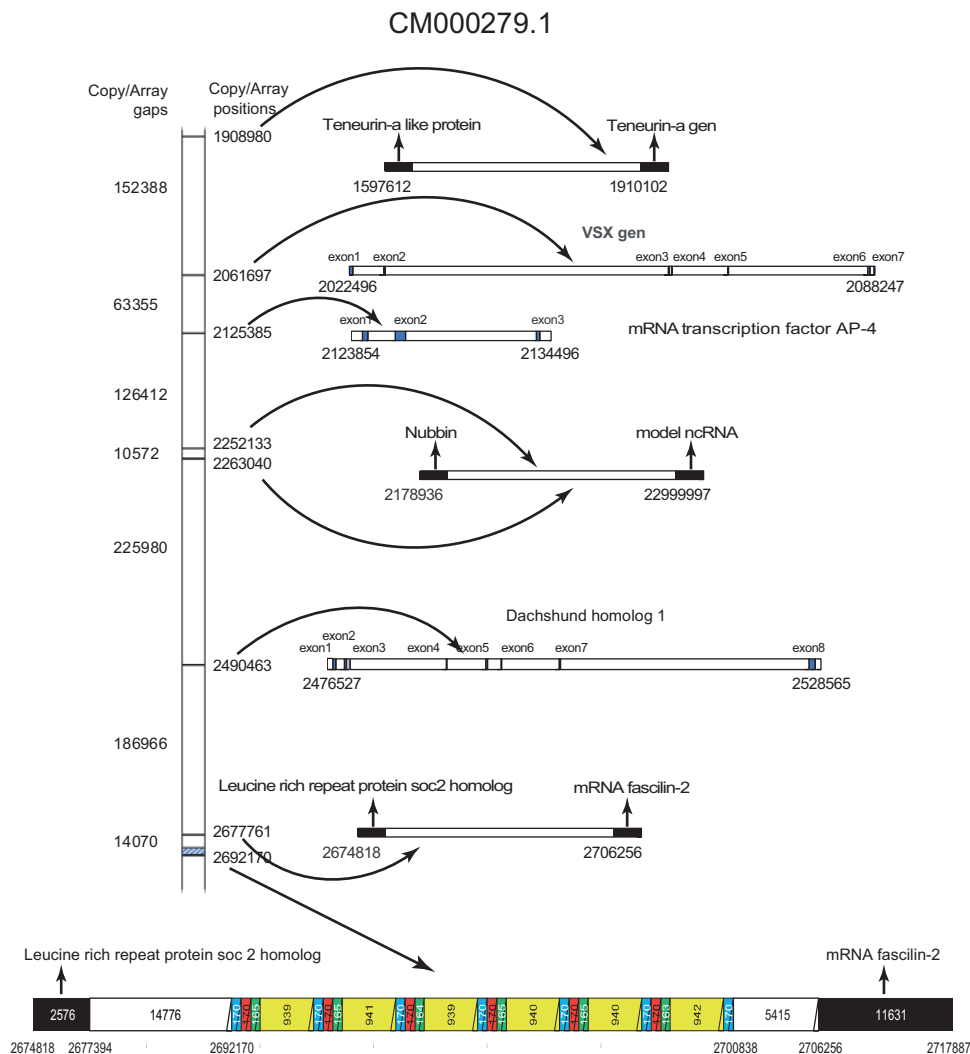 CM000279.1
Copy/Array gaps
Copy/Array positions
1908980
152388
2061697
63355
2125385
126412
2252133
10572
2263040
225980
2490463
186966
2677761
14070
2692170
Teneurin-a like protein
Teneurin-a gen
1597612
1910102
VSX gen
exon1 exon2 exon3 exon4 exon5 exon6 exon7
2022496
2088247
exon1 exon2 exon3
mRNA transcription factor AP-4
2123854
2134496
Nubbin
model ncRNA
2178936
22999997
Dachshund homolog 1
exon2
exon1 exon3 exon4 exon5 exon6 exon7 exon8
2476527
2528565
Leucine rich repeat protein soc2 homolog
mRNA fascilin-2
2674818
2706256
Leucine rich repeat protein soc 2 homolog
mRNA fascilin-2
2576 14776 170 170 165 939 170 170 165 941 170 170 164 939 170 170 165 940 170 170 165 940 170 170 163 942 170 5415 11631
2674818 2677394 2692170 2700838 2706256 2717887